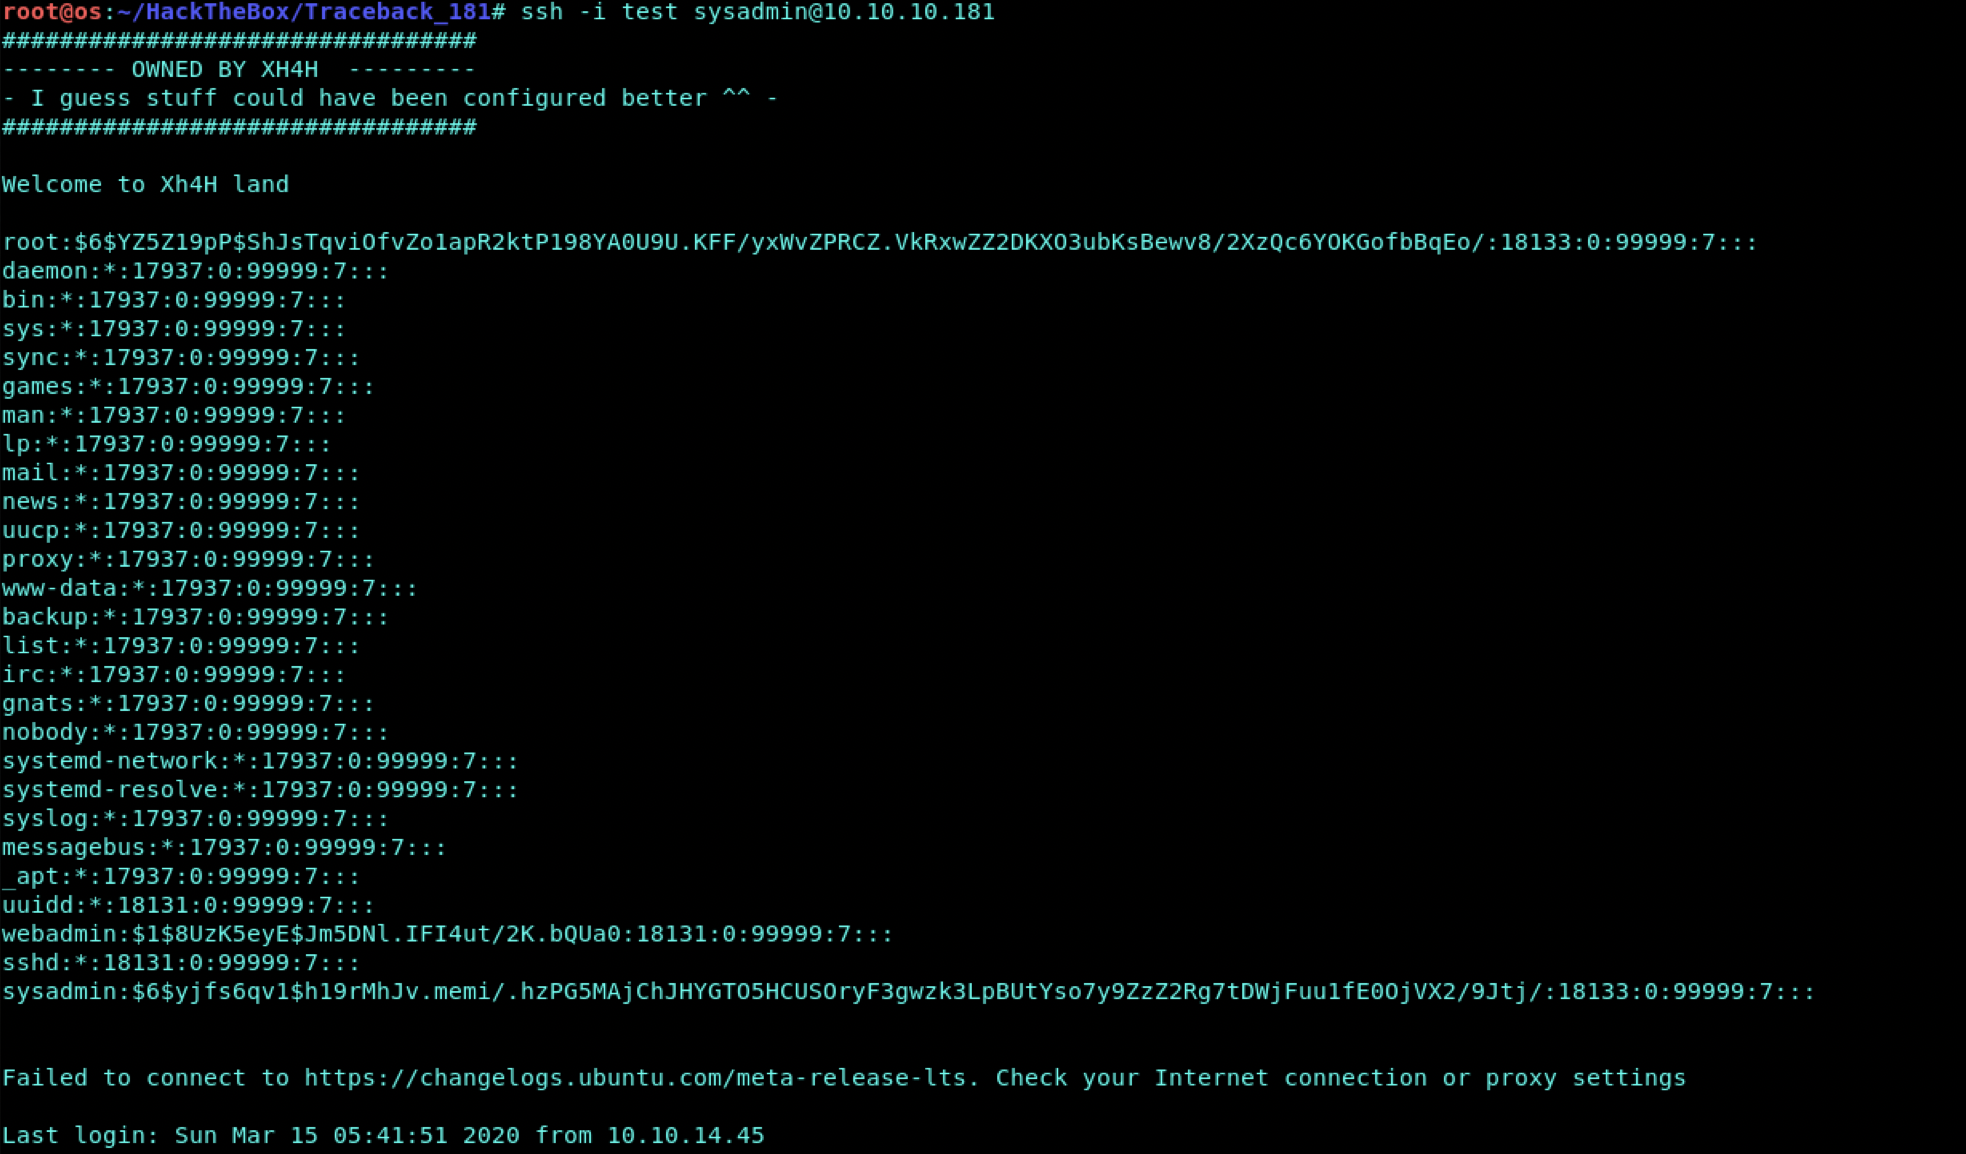 root@os:~/HackTheBox/Traceback_181# ssh -i test sysadmin@10.10.10.181
#################################
-------- OWNED BY XH4H  ---------
- I guess stuff could have been configured better ^^ -
#################################

Welcome to Xh4H land

root:$6$YZ5Z19pP$ShJsTqviOfvZo1apR2ktP198YA0U9U.KFF/yxWvZPRCZ.VkRxwZZ2DKXO3ubKsBewv8/2XzQc6YOKGofbBqEo/:18133:0:99999:7:::
daemon:*:17937:0:99999:7:::
bin:*:17937:0:99999:7:::
sys:*:17937:0:99999:7:::
sync:*:17937:0:99999:7:::
games:*:17937:0:99999:7:::
man:*:17937:0:99999:7:::
lp:*:17937:0:99999:7:::
mail:*:17937:0:99999:7:::
news:*:17937:0:99999:7:::
uucp:*:17937:0:99999:7:::
proxy:*:17937:0:99999:7:::
www-data:*:17937:0:99999:7:::
backup:*:17937:0:99999:7:::
list:*:17937:0:99999:7:::
irc:*:17937:0:99999:7:::
gnats:*:17937:0:99999:7:::
nobody:*:17937:0:99999:7:::
systemd-network:*:17937:0:99999:7:::
systemd-resolve:*:17937:0:99999:7:::
syslog:*:17937:0:99999:7:::
messagebus:*:17937:0:99999:7:::
_apt:*:17937:0:99999:7:::
uuidd:*:18131:0:99999:7:::
webadmin:$1$8UzK5eyE$Jm5DNl.IFI4ut/2K.bQUa0:18131:0:99999:7:::
sshd:*:18131:0:99999:7:::
sysadmin:$6$yjfs6qv1$h19rMhJv.memi/.hzPG5MAjChJHYGTO5HCUSOryF3gwzk3LpBUtYso7y9ZzZ2Rg7tDWjFuu1fE0OjVX2/9Jtj/:18133:0:99999:7:::

Failed to connect to https://changelogs.ubuntu.com/meta-release-lts. Check your Internet connection or proxy settings

Last login: Sun Mar 15 05:41:51 2020 from 10.10.14.45